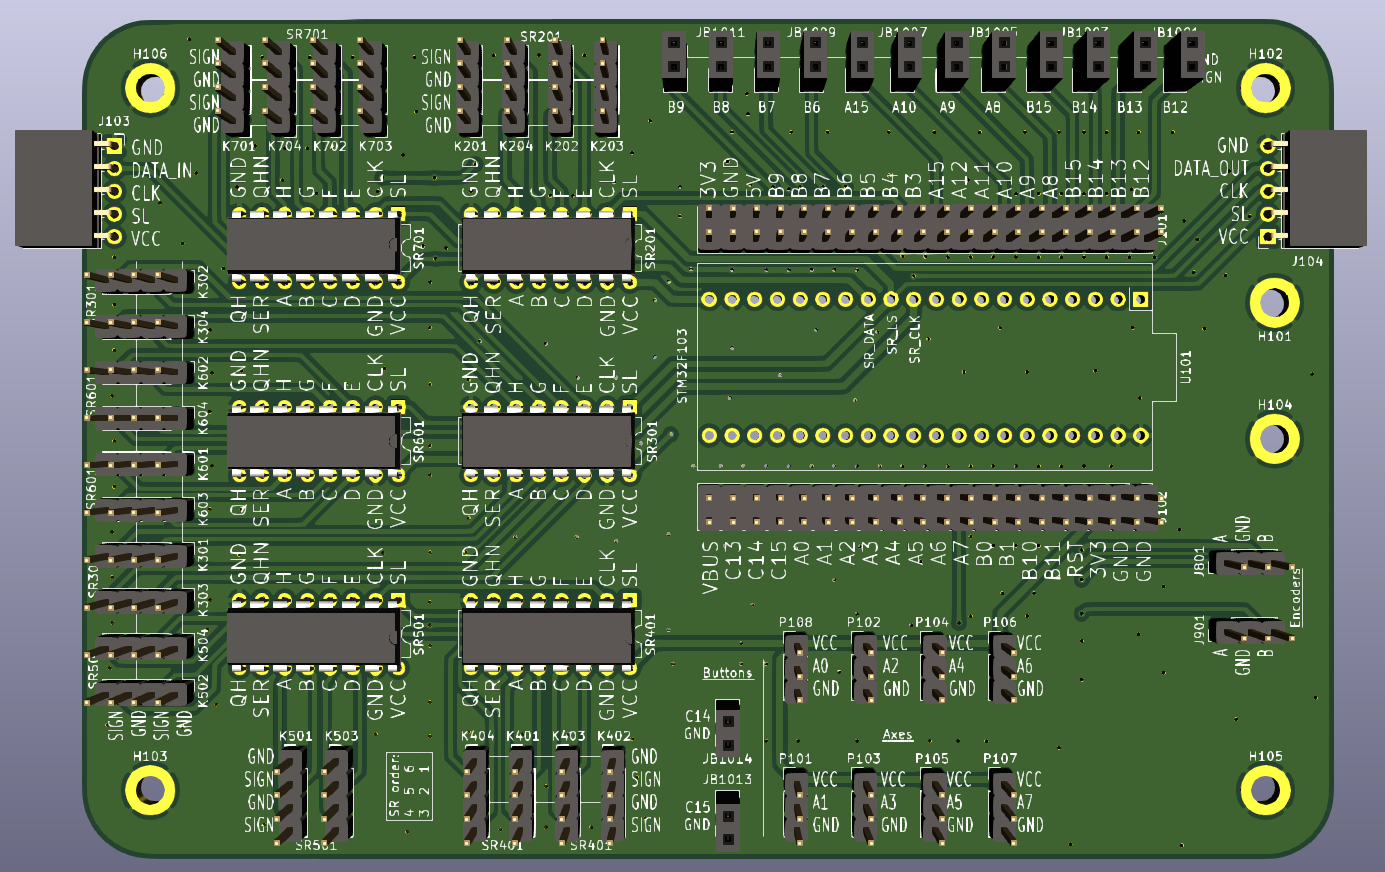 H106
SR701
SR201
JB1011
H102
SIGN
GND
SIGN
GND
SIGN
GND
SIGN
GND
B9
B8
B7
B6
A15
A10
A9
A8
B15
B14
B13
B12
K701
K704
K702
K703
K201
K204
K202
K203
J103
GND
DATA_IN
CLK
SL
VCC
GND
DATA_OUT
CLK
SL
VCC
J104
GND QHN H G F E CLK SL
GND QHN H G F E CLK SL
3V3 GND 5V B9 B8 B7 B6 B5 B4 B3 A15 A12 A11 A10 A9 A8 B15 B14 B13 B12
SR701
SR201
QH SER A B C D GND VCC
QH SER A B C D GND VCC
K302
K304
K602
K604
K601
K603
K301
K303
K504
K502
SR601
SR601
SIGN GND SIGN GND
SR_DATA
SR_LS
SR_CLK
STM32F103
U101
H101
H104
GND QHN H G F E CLK SL
GND QHN H G F E CLK SL
SR601
SR301
QH SER A B C D GND VCC
QH SER A B C D GND VCC
VBUS C13 C14 C15 A0 A1 A2 A3 A4 A5 A6 A7 B0 B1 B10 B11 RST 3V3 GND GND
A GND B
J801
Encoders
J901
A GND B
GND QHN H G F E CLK SL
GND QHN H G F E CLK SL
SR501
SR401
QH SER A B C D GND VCC
QH SER A B C D GND VCC
P108
VCC
A0
GND
P102
VCC
A2
GND
P104
VCC
A4
GND
P106
VCC
A6
GND
Buttons
C14
GND
JB1014
JB1013
C15
GND
Axes
P101
VCC
A1
GND
P103
VCC
A3
GND
P105
VCC
A5
GND
P107
VCC
A7
GND
H103
K501
K503
GND
SIGN
GND
SIGN
SR501
SR order:
4 5 6
3 2 1
K404
K401
K403
K402
GND
SIGN
GND
SIGN
SR401
SR401
H105